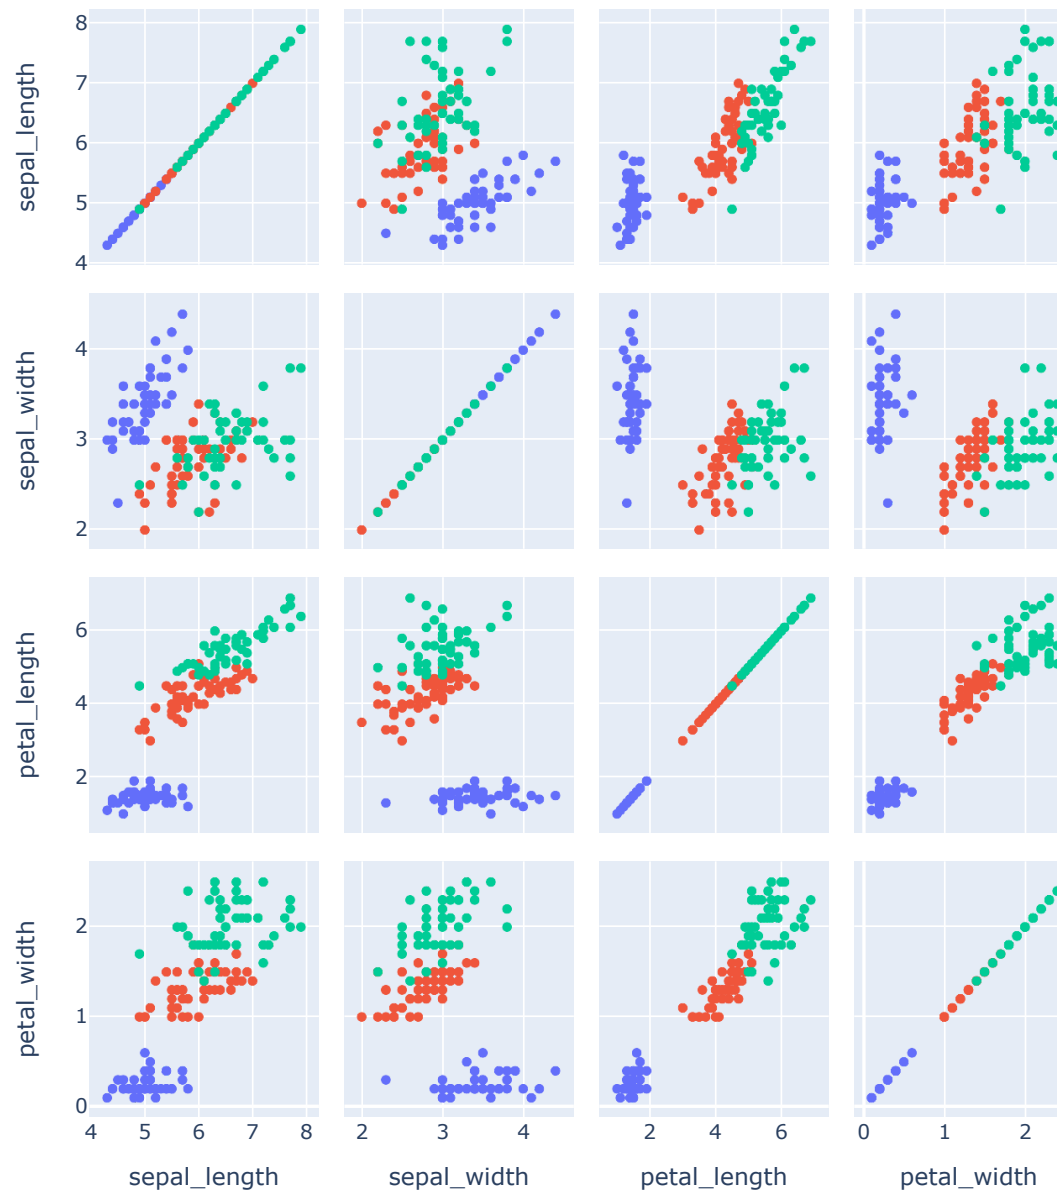 8
7
6
5
4
sepal_length
4
3
2
sepal_width
6
4
2
petal_length
2
1
0
petal_width
4 5 6 7 8 2 3 4 2 4 6 0 1 2
sepal_length sepal_width petal_length petal_width